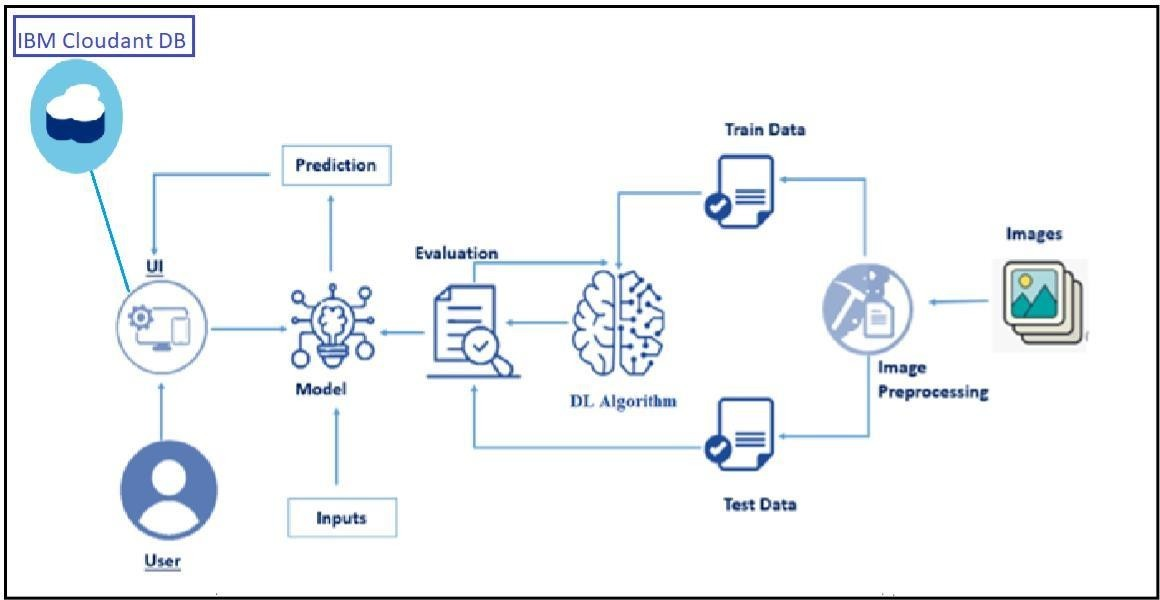 IBM Cloudant DB
Train Data
Prediction
Images
Evaluation
UI
Image
Preprocessing
Model
DL Algorithm
Test Data
Inputs
User